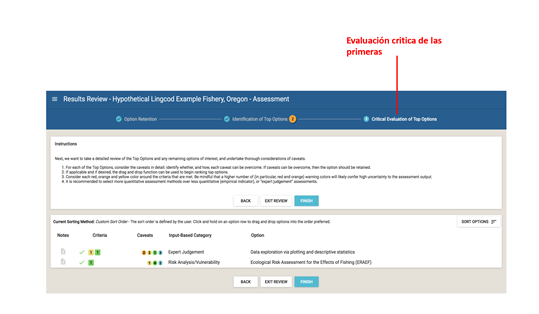 Evaluación critica de las
primeras
Results Review - Hypothetical Lingcod Example Fishery, Oregon - Assessment
Option Retention
Identification of Top Options
Critical Evaluation of Top Options
Instructions
Next, we want to take a detailed review of the Top Options and any remaining options of interest, and undertake thorough considerations of caveats.
1. For each of the Top Options, consider the caveats in detail: identify whether, and how, each caveat can be overcome. If caveats can be overcome, then the option should be retained.
2. If applicable and if desired, the drag and drop function can be used to begin ranking top options.
3. Consider each red, orange and yellow color around the criteria that are met. Be mindful that a higher number of (in particular, red and orange) warning colors will likely confer high uncertainty to the assessment output.
4. It is recommended to select more quantitative assessment methods over less quantitative (empirical indicator), or "expert judgement" assessments.
BACK EXIT REVIEW FINISH
Current Sorting Method: Custom Sort Order - The sort order is defined by the user. Click and hold on an option row to drag and drop options into the order preferred.
SORT OPTIONS
Notes Criteria Caveats Input-Based Category Option
Expert Judgement Data exploration via plotting and descriptive statistics
Risk Analysis/Vulnerability Ecological Risk Assessment for the Effects of Fishing (ERAEF)
BACK EXIT REVIEW FINISH